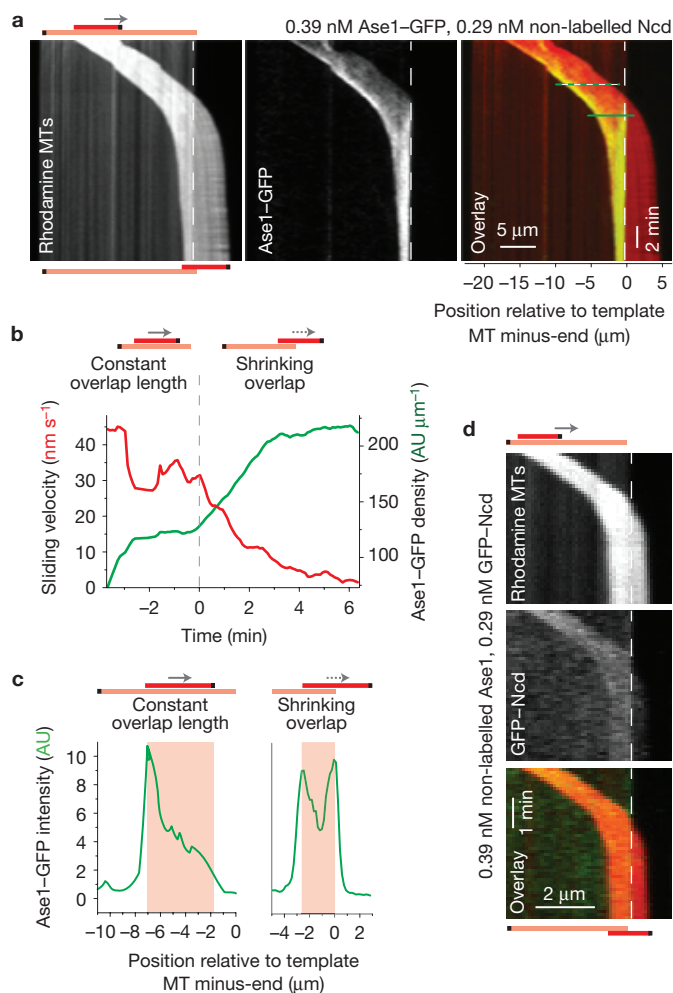 a
0.39 nM Ase1–GFP, 0.29 nM non-labelled Ncd
Rhodamine MTs
Ase1–GFP
Overlay
5 μm
2 min
−20 −15 −10 −5 0 5
Position relative to template
MT minus-end (μm)
b
Constant
overlap length
Shrinking
overlap
Sliding velocity (nm s⁻¹)
40
30
20
10
0
Ase1–GFP density (AU μm⁻¹)
200
150
100
−2 0 2 4 6
Time (min)
c
Constant
overlap length
Shrinking
overlap
Ase1–GFP intensity (AU)
10
8
6
4
2
0
−10 −8 −6 −4 −2 0
−4 −2 0 2
Position relative to template
MT minus-end (μm)
d
0.39 nM non-labelled Ase1, 0.29 nM GFP–Ncd
Rhodamine MTs
GFP–Ncd
Overlay
1 min
2 μm